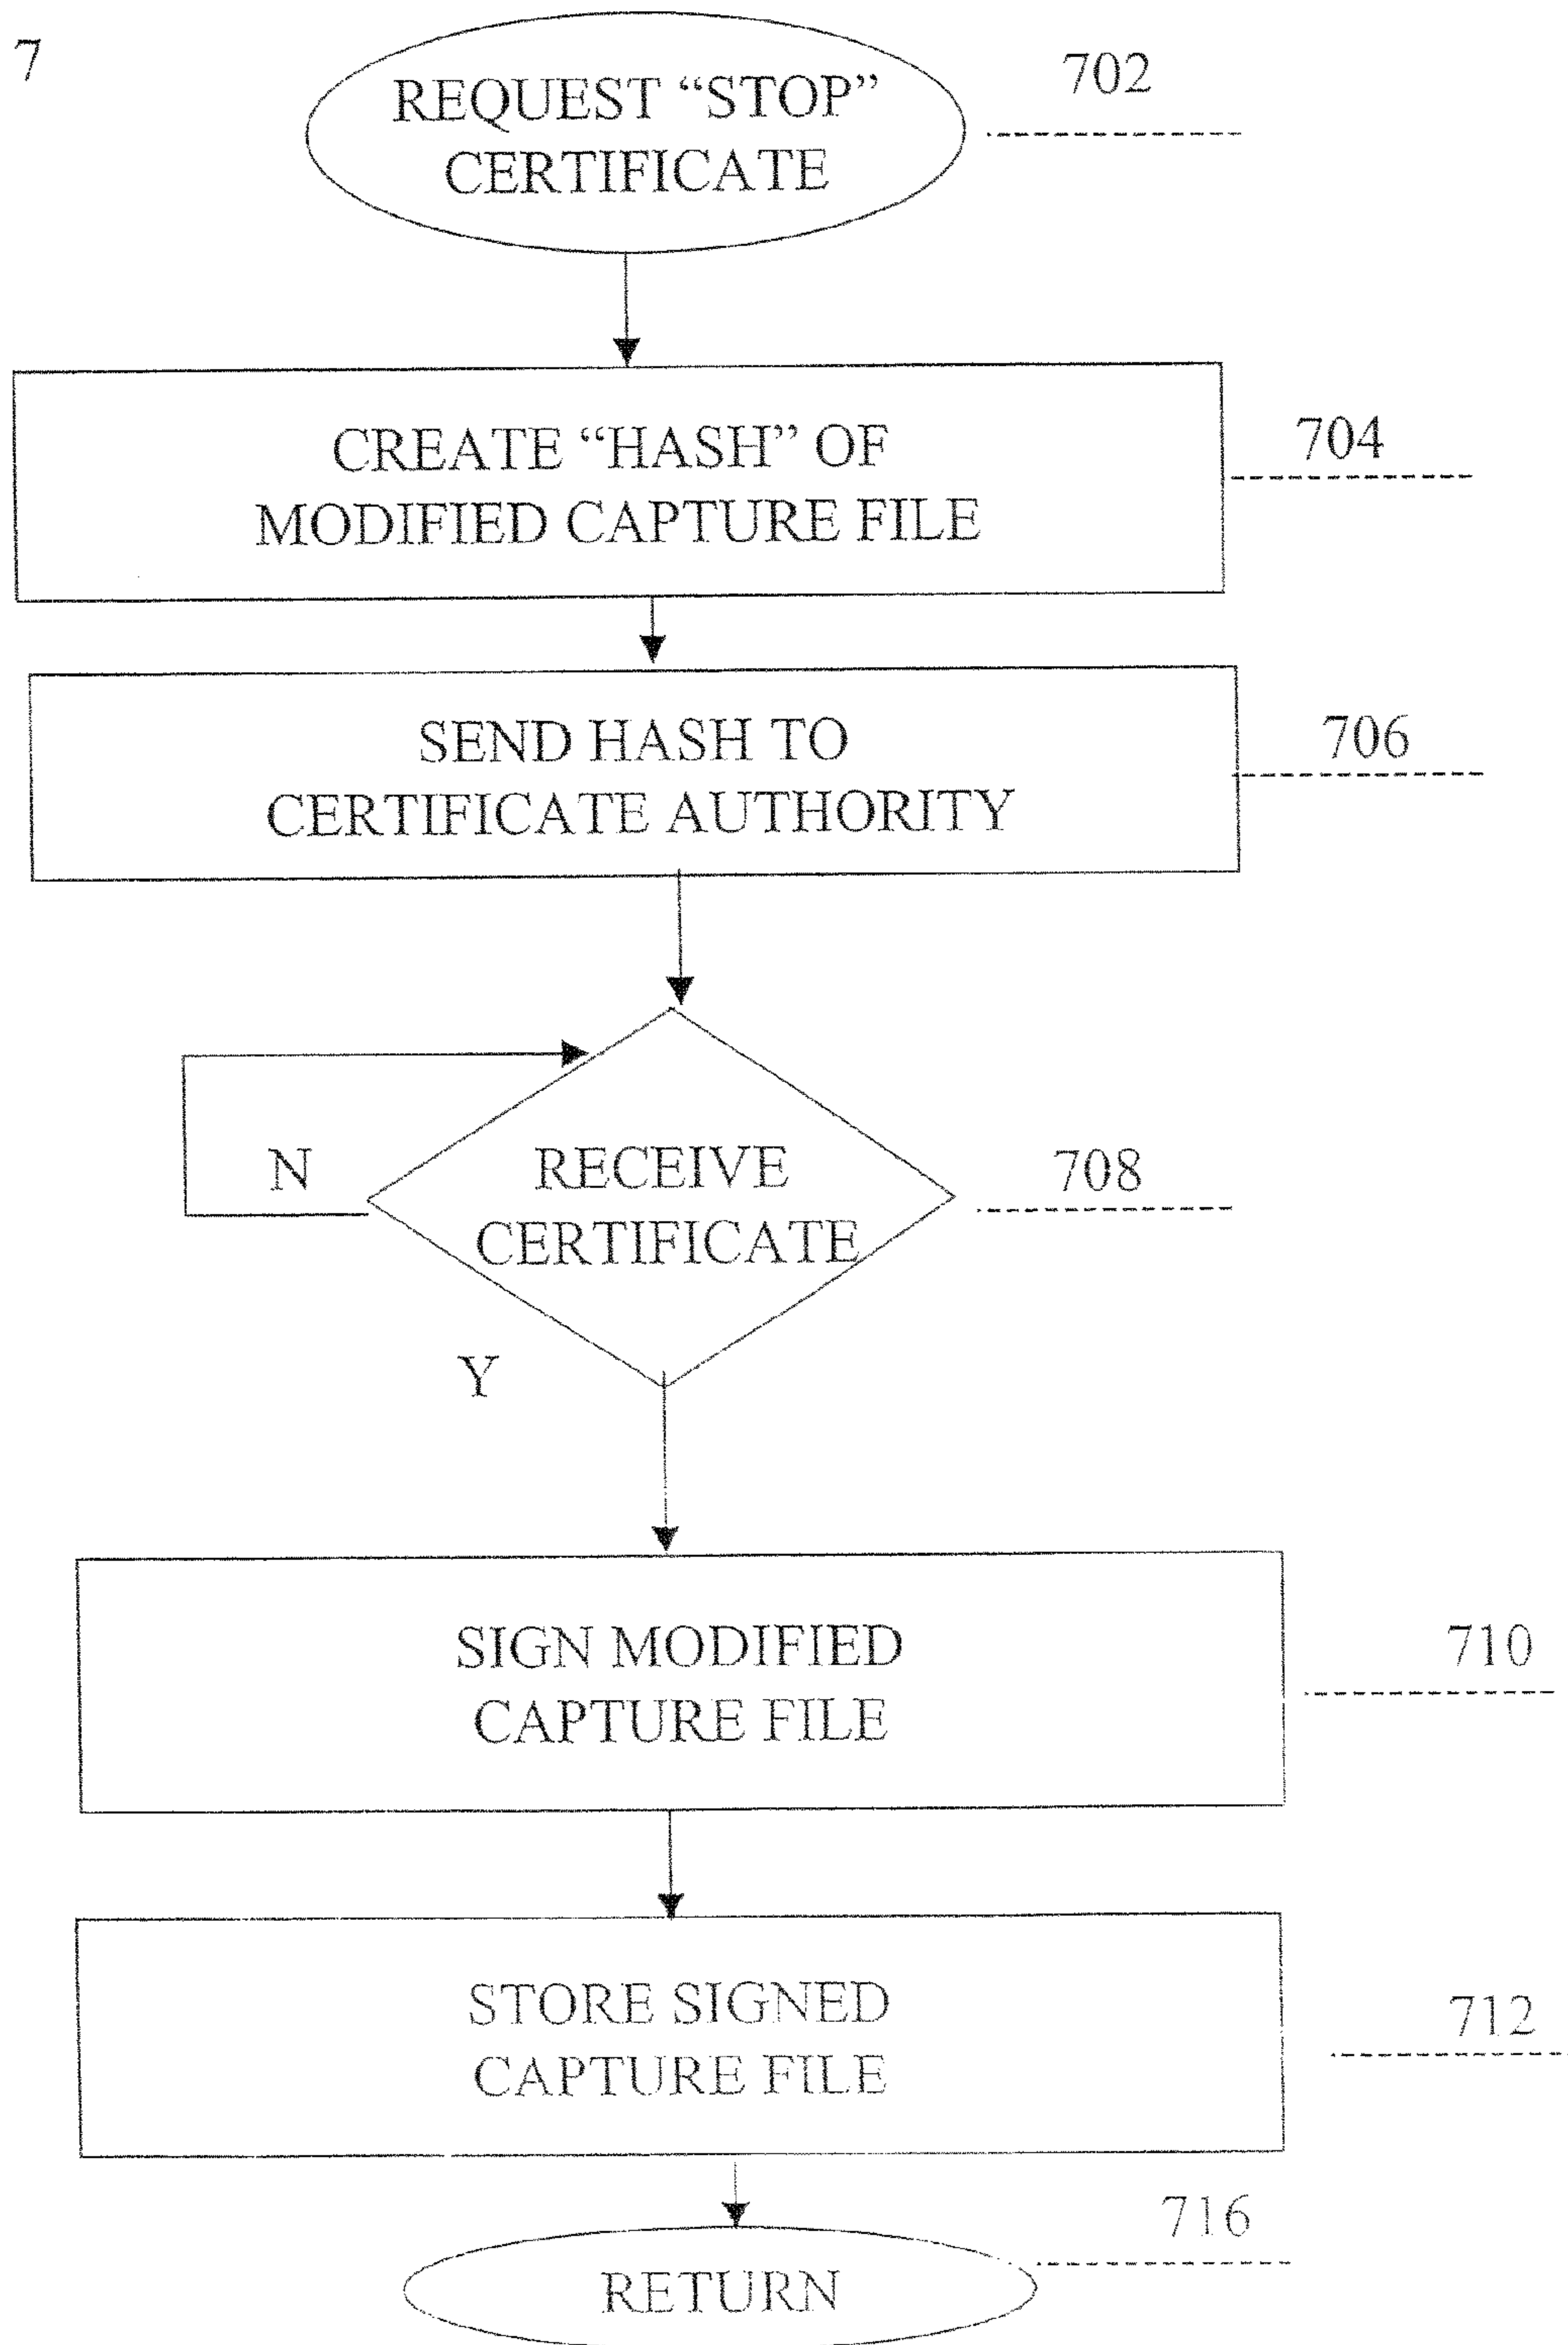 7
REQUEST “STOP”
CERTIFICATE
702
CREATE “HASH” OF
MODIFIED CAPTURE FILE
704
SEND HASH TO
CERTIFICATE AUTHORITY
706
N
RECEIVE
CERTIFICATE
708
Y
SIGN MODIFIED
CAPTURE FILE
710
STORE SIGNED
CAPTURE FILE
712
716
RETURN